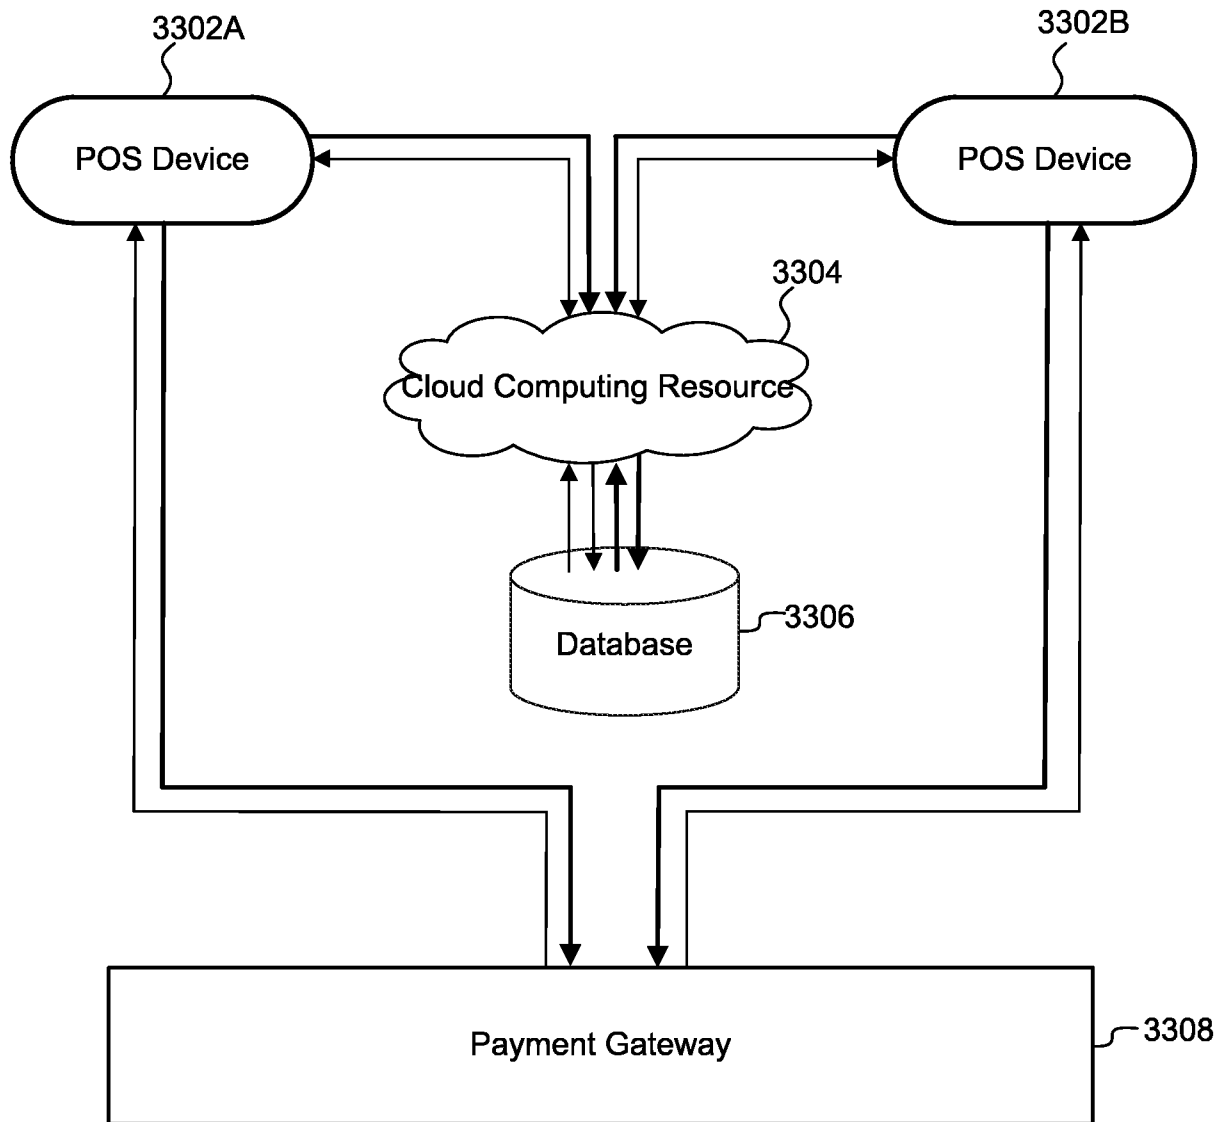 3302A
3302B
POS Device
POS Device
3304
Cloud Computing Resource
3306
Database
Payment Gateway
3308